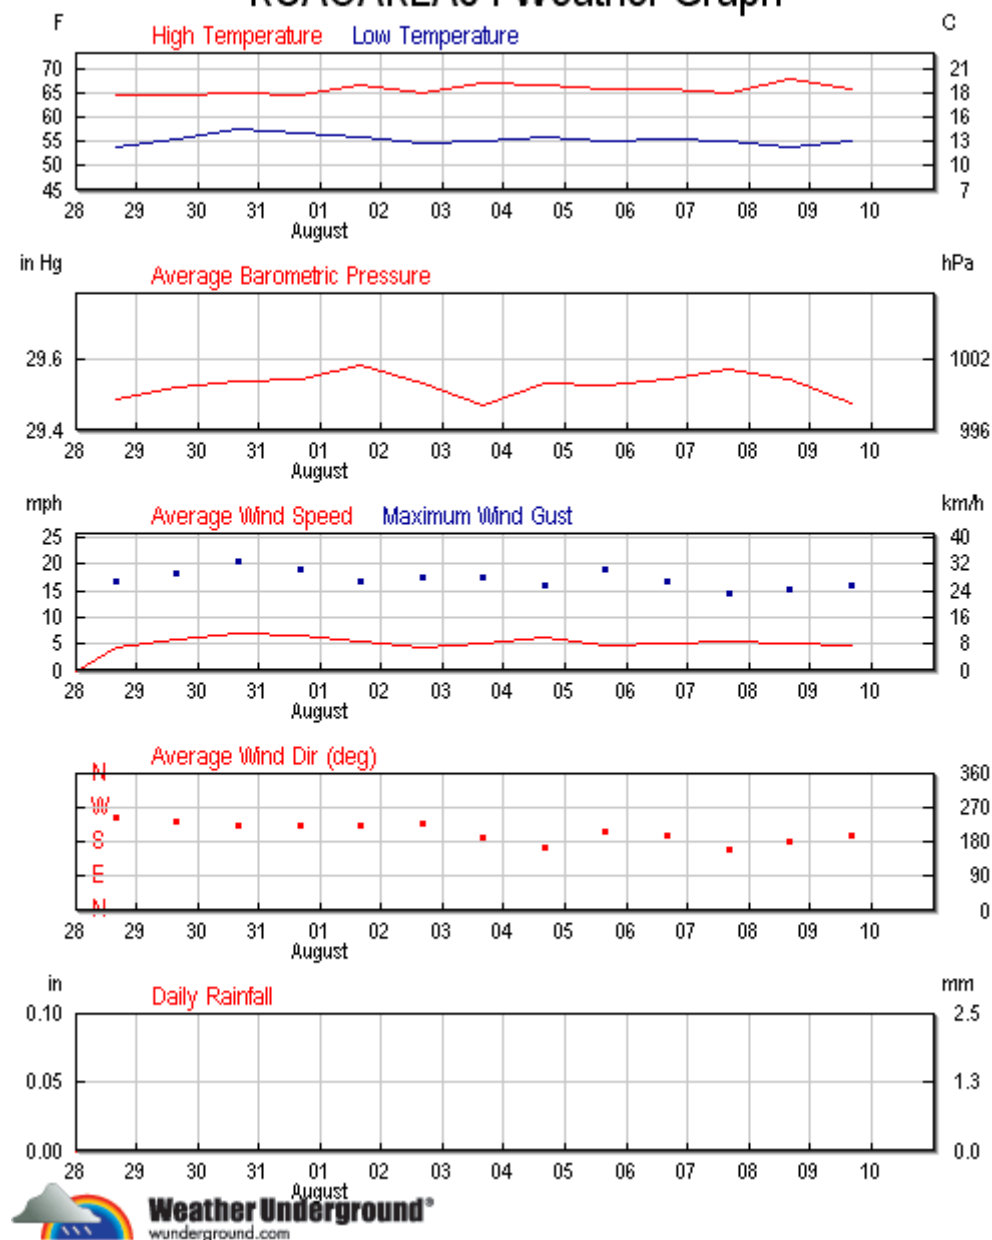 Weather Graph
F C
High Temperature Low Temperature
70 21
65 18
60 16
55 13
50 10
45 7
28 29 30 31 01 02 03 04 05 06 07 08 09 10
August
in Hg hPa
Average Barometric Pressure
29.6 1002
29.4 996
28 29 30 31 01 02 03 04 05 06 07 08 09 10
August
mph km/h
Average Wind Speed Maximum Wind Gust
25 40
20 32
15 24
10 16
5 8
0 0
28 29 30 31 01 02 03 04 05 06 07 08 09 10
August
Average Wind Dir (deg)
N 360
W 270
S 180
E 90
N 0
28 29 30 31 01 02 03 04 05 06 07 08 09 10
August
in mm
Daily Rainfall
0.10 2.5
0.05 1.3
0.00 0.0
28 29 30 31 01 02 03 04 05 06 07 08 09 10
August
Weather Underground®
wunderground.com